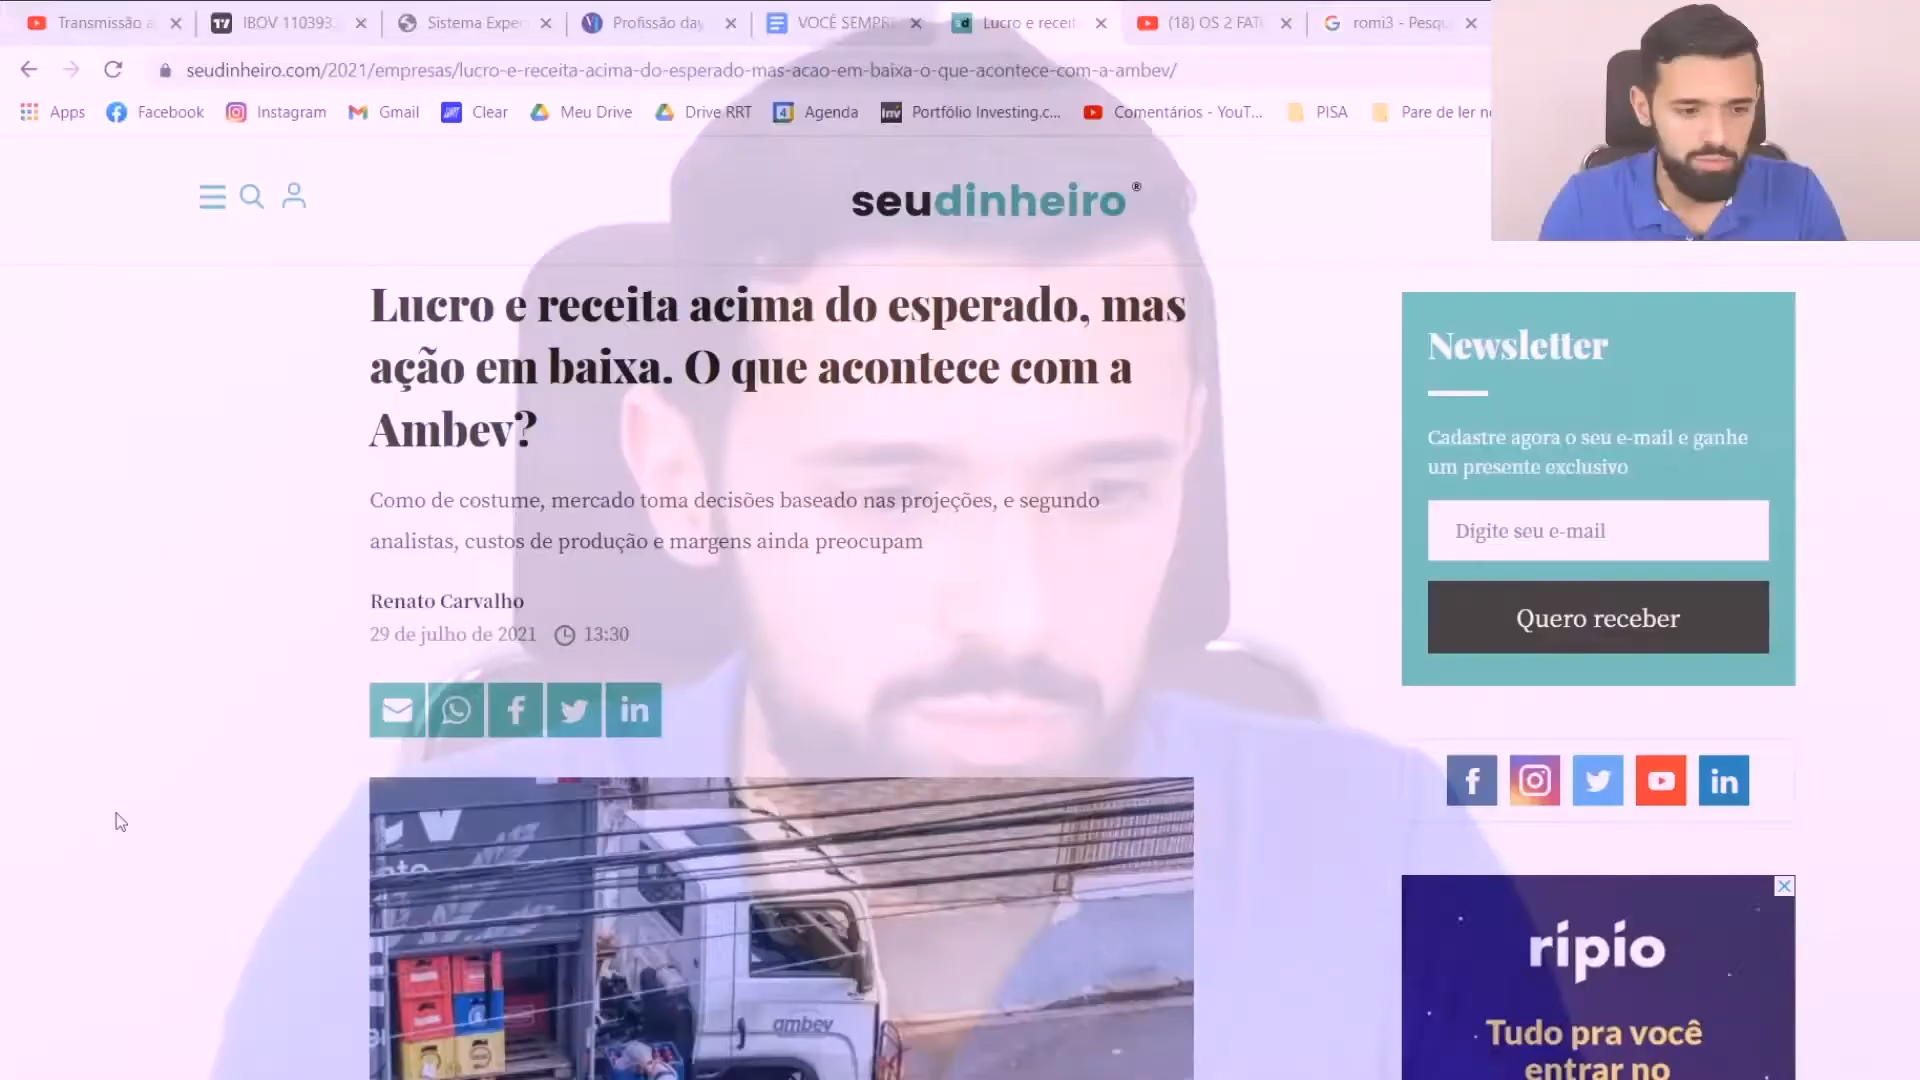 Transmissão a
IBOV 110393.
Sistema Exper
Profissão day
VOCÊ SEMPRE
Lucro e receit
(18) OS 2 FAT
romi3 - Pesqu
seudinheiro.com/2021/empresas/lucro-e-receita-acima-do-esperado-mas-acao-em-baixa-o-que-acontece-com-a-ambev/
Apps
Facebook
Instagram
Gmail
Clear
Meu Drive
Drive RRT
Agenda
Portfólio Investing.c...
Comentários - YouT...
PISA
Pare de ler n
seudinheiro®
Lucro e receita acima do esperado, mas
ação em baixa. O que acontece com a
Ambev?
Como de costume, mercado toma decisões baseado nas projeções, e segundo
analistas, custos de produção e margens ainda preocupam
Renato Carvalho
29 de julho de 2021 13:30
ambev
Newsletter
Cadastre agora o seu e-mail e ganhe
um presente exclusivo
Digite seu e-mail
Quero receber
ripio
Tudo pra você
entrar no